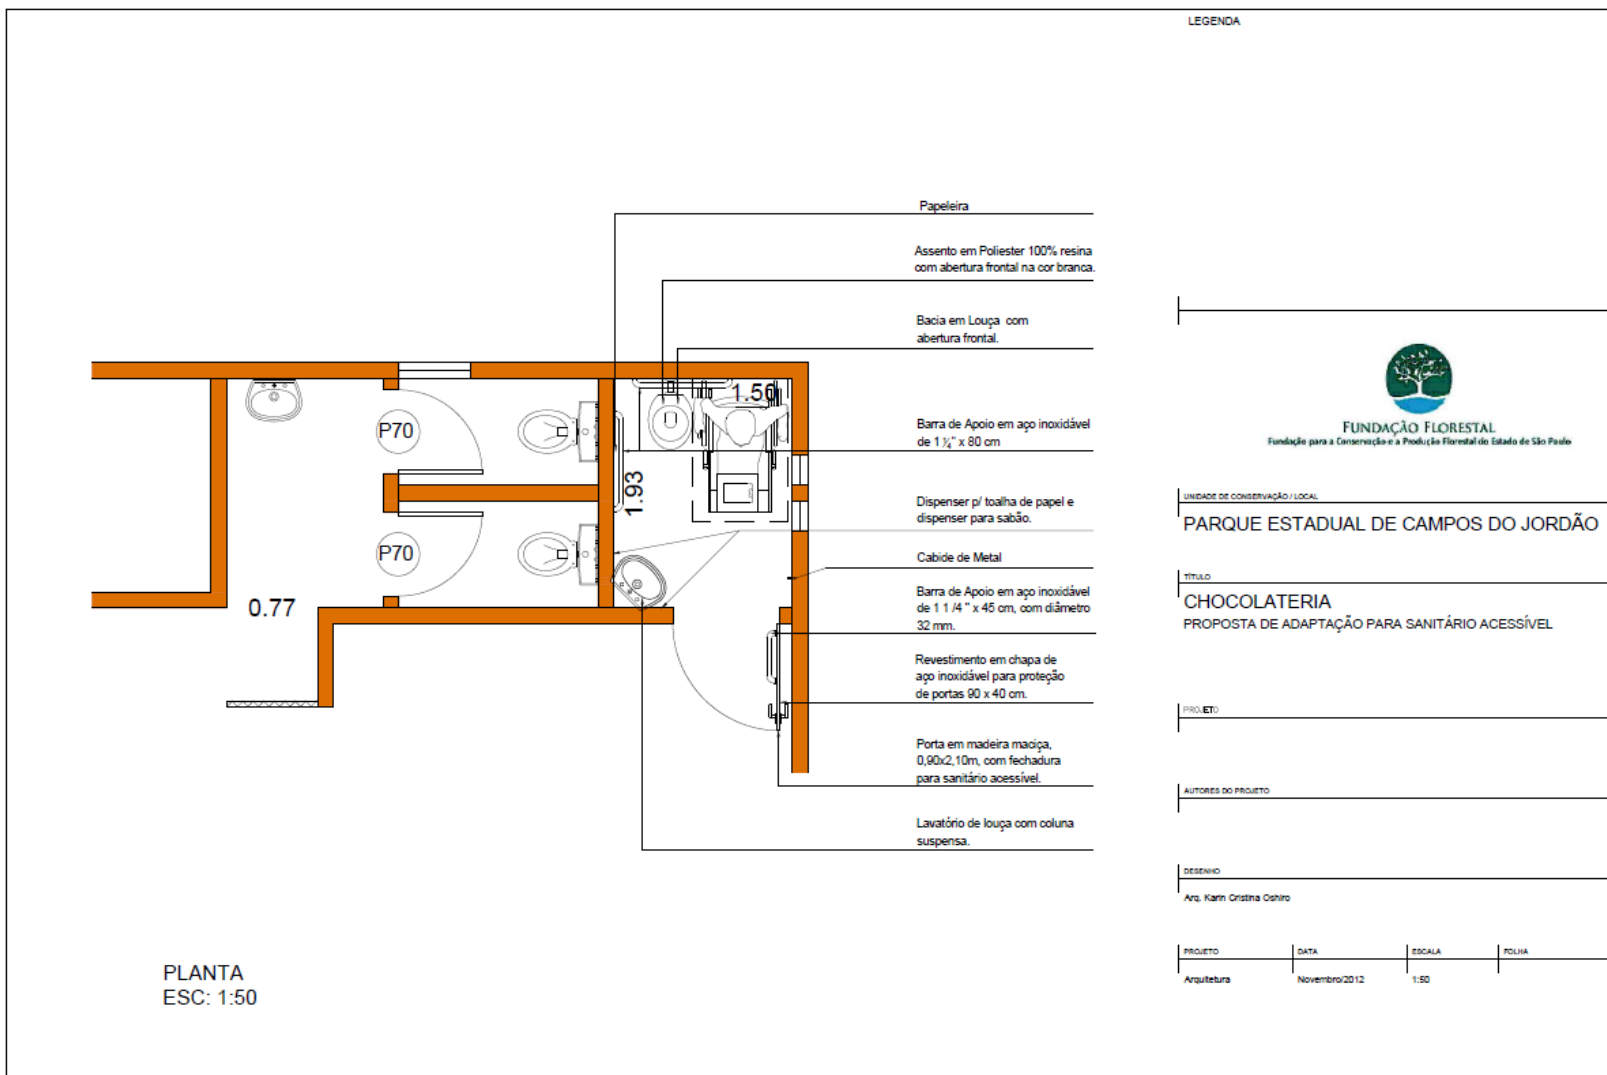 LEGENDA
Papeleira
Assento em Poliester 100% resina
com abertura frontal na cor branca.
Bacia em Louça com
abertura frontal.
Barra de Apoio em aço inoxidável
de 1 1/4" x 80 cm
Dispenser p/ toalha de papel e
dispenser para sabão.
Cabide de Metal
Barra de Apoio em aço inoxidável
de 1 1 /4 " x 45 cm, com diâmetro
32 mm.
Revestimento em chapa de
aço inoxidável para proteção
de portas 90 x 40 cm.
Porta em madeira maciça,
0,90x2,10m, com fechadura
para sanitário acessível.
Lavatório de louça com coluna
suspensa.
1.50
P70
1.93
P70
0.77
PLANTA
ESC: 1:50
FUNDAÇÃO FLORESTAL
Fundação para a Conservação e a Produção Florestal do Estado de São Paulo
UNIDADE DE CONSERVAÇÃO / LOCAL
PARQUE ESTADUAL DE CAMPOS DO JORDÃO
TÍTULO
CHOCOLATERIA
PROPOSTA DE ADAPTAÇÃO PARA SANITÁRIO ACESSÍVEL
PROJETO
AUTORES DO PROJETO
DESENHO
Arq. Karin Cristina Oshiro
PROJETO DATA ESCALA FOLHA
Arquitetura Novembro/2012 1:50